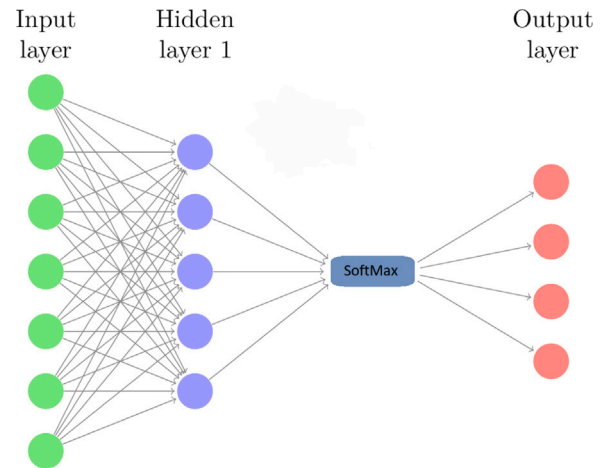 Input
layer
Hidden
layer 1
Output
layer
SoftMax